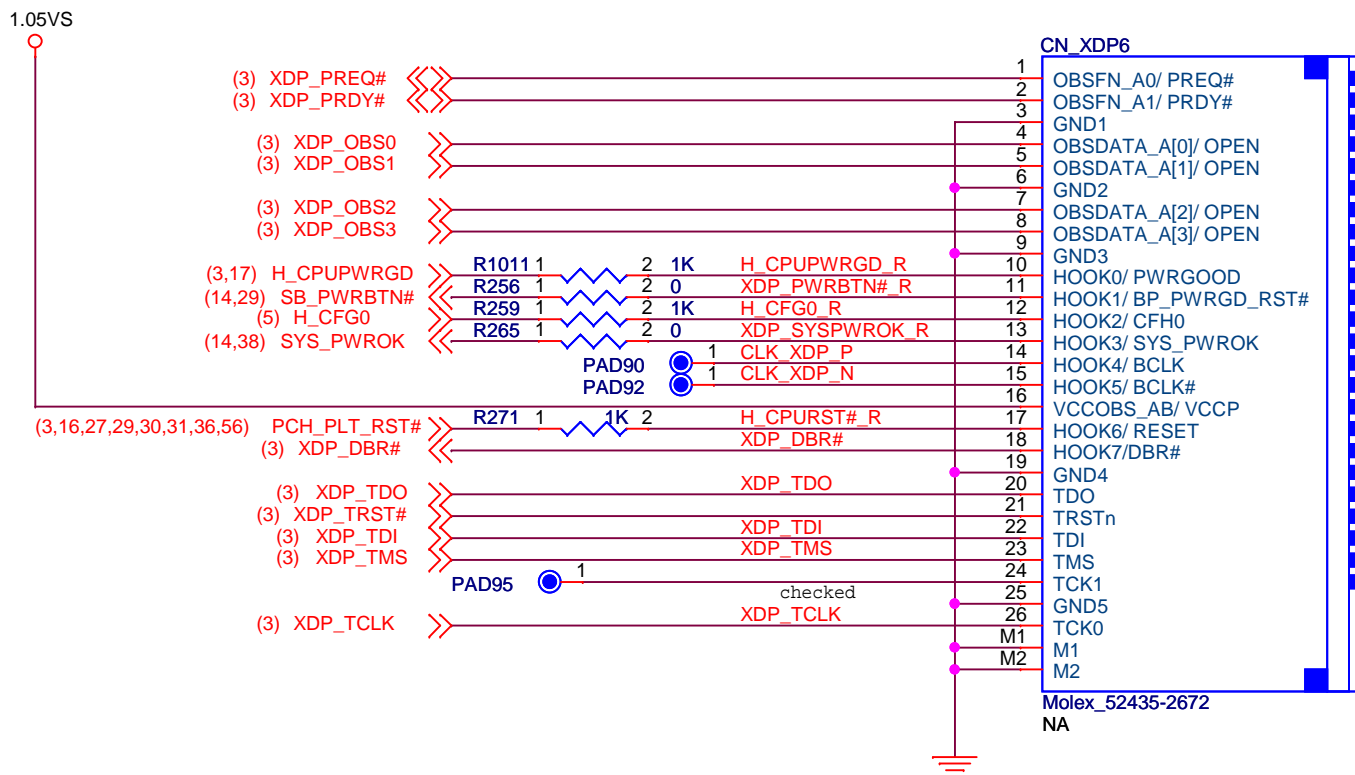 1.05VS
CN_XDP6
(3) XDP_PREQ# 1 OBSFN_A0/ PREQ#
(3) XDP_PRDY# 2 OBSFN_A1/ PRDY#
3 GND1
(3) XDP_OBS0 4 OBSDATA_A[0]/ OPEN
(3) XDP_OBS1 5 OBSDATA_A[1]/ OPEN
6 GND2
(3) XDP_OBS2 7 OBSDATA_A[2]/ OPEN
(3) XDP_OBS3 8 OBSDATA_A[3]/ OPEN
9 GND3
(3,17) H_CPUPWRGD R1011 1 2 1K H_CPUPWRGD_R 10 HOOK0/ PWRGOOD
(14,29) SB_PWRBTN# R256 1 2 0 XDP_PWRBTN#_R 11 HOOK1/ BP_PWRGD_RST#
(5) H_CFG0 R259 1 2 1K H_CFG0_R 12 HOOK2/ CFH0
(14,38) SYS_PWROK R265 1 2 0 XDP_SYSPWROK_R 13 HOOK3/ SYS_PWROK
PAD90 1 CLK_XDP_P 14 HOOK4/ BCLK
PAD92 1 CLK_XDP_N 15 HOOK5/ BCLK#
16 VCCOBS_AB/ VCCP
(3,16,27,29,30,31,36,56) PCH_PLT_RST# R271 1 1K 2 H_CPURST#_R 17 HOOK6/ RESET
(3) XDP_DBR# XDP_DBR# 18 HOOK7/DBR#
19 GND4
(3) XDP_TDO XDP_TDO 20 TDO
(3) XDP_TRST# 21 TRSTn
(3) XDP_TDI XDP_TDI 22 TDI
(3) XDP_TMS XDP_TMS 23 TMS
PAD95 1 24 TCK1
checked 25 GND5
(3) XDP_TCLK XDP_TCLK 26 TCK0
M1 M1
M2 M2
Molex_52435-2672
NA